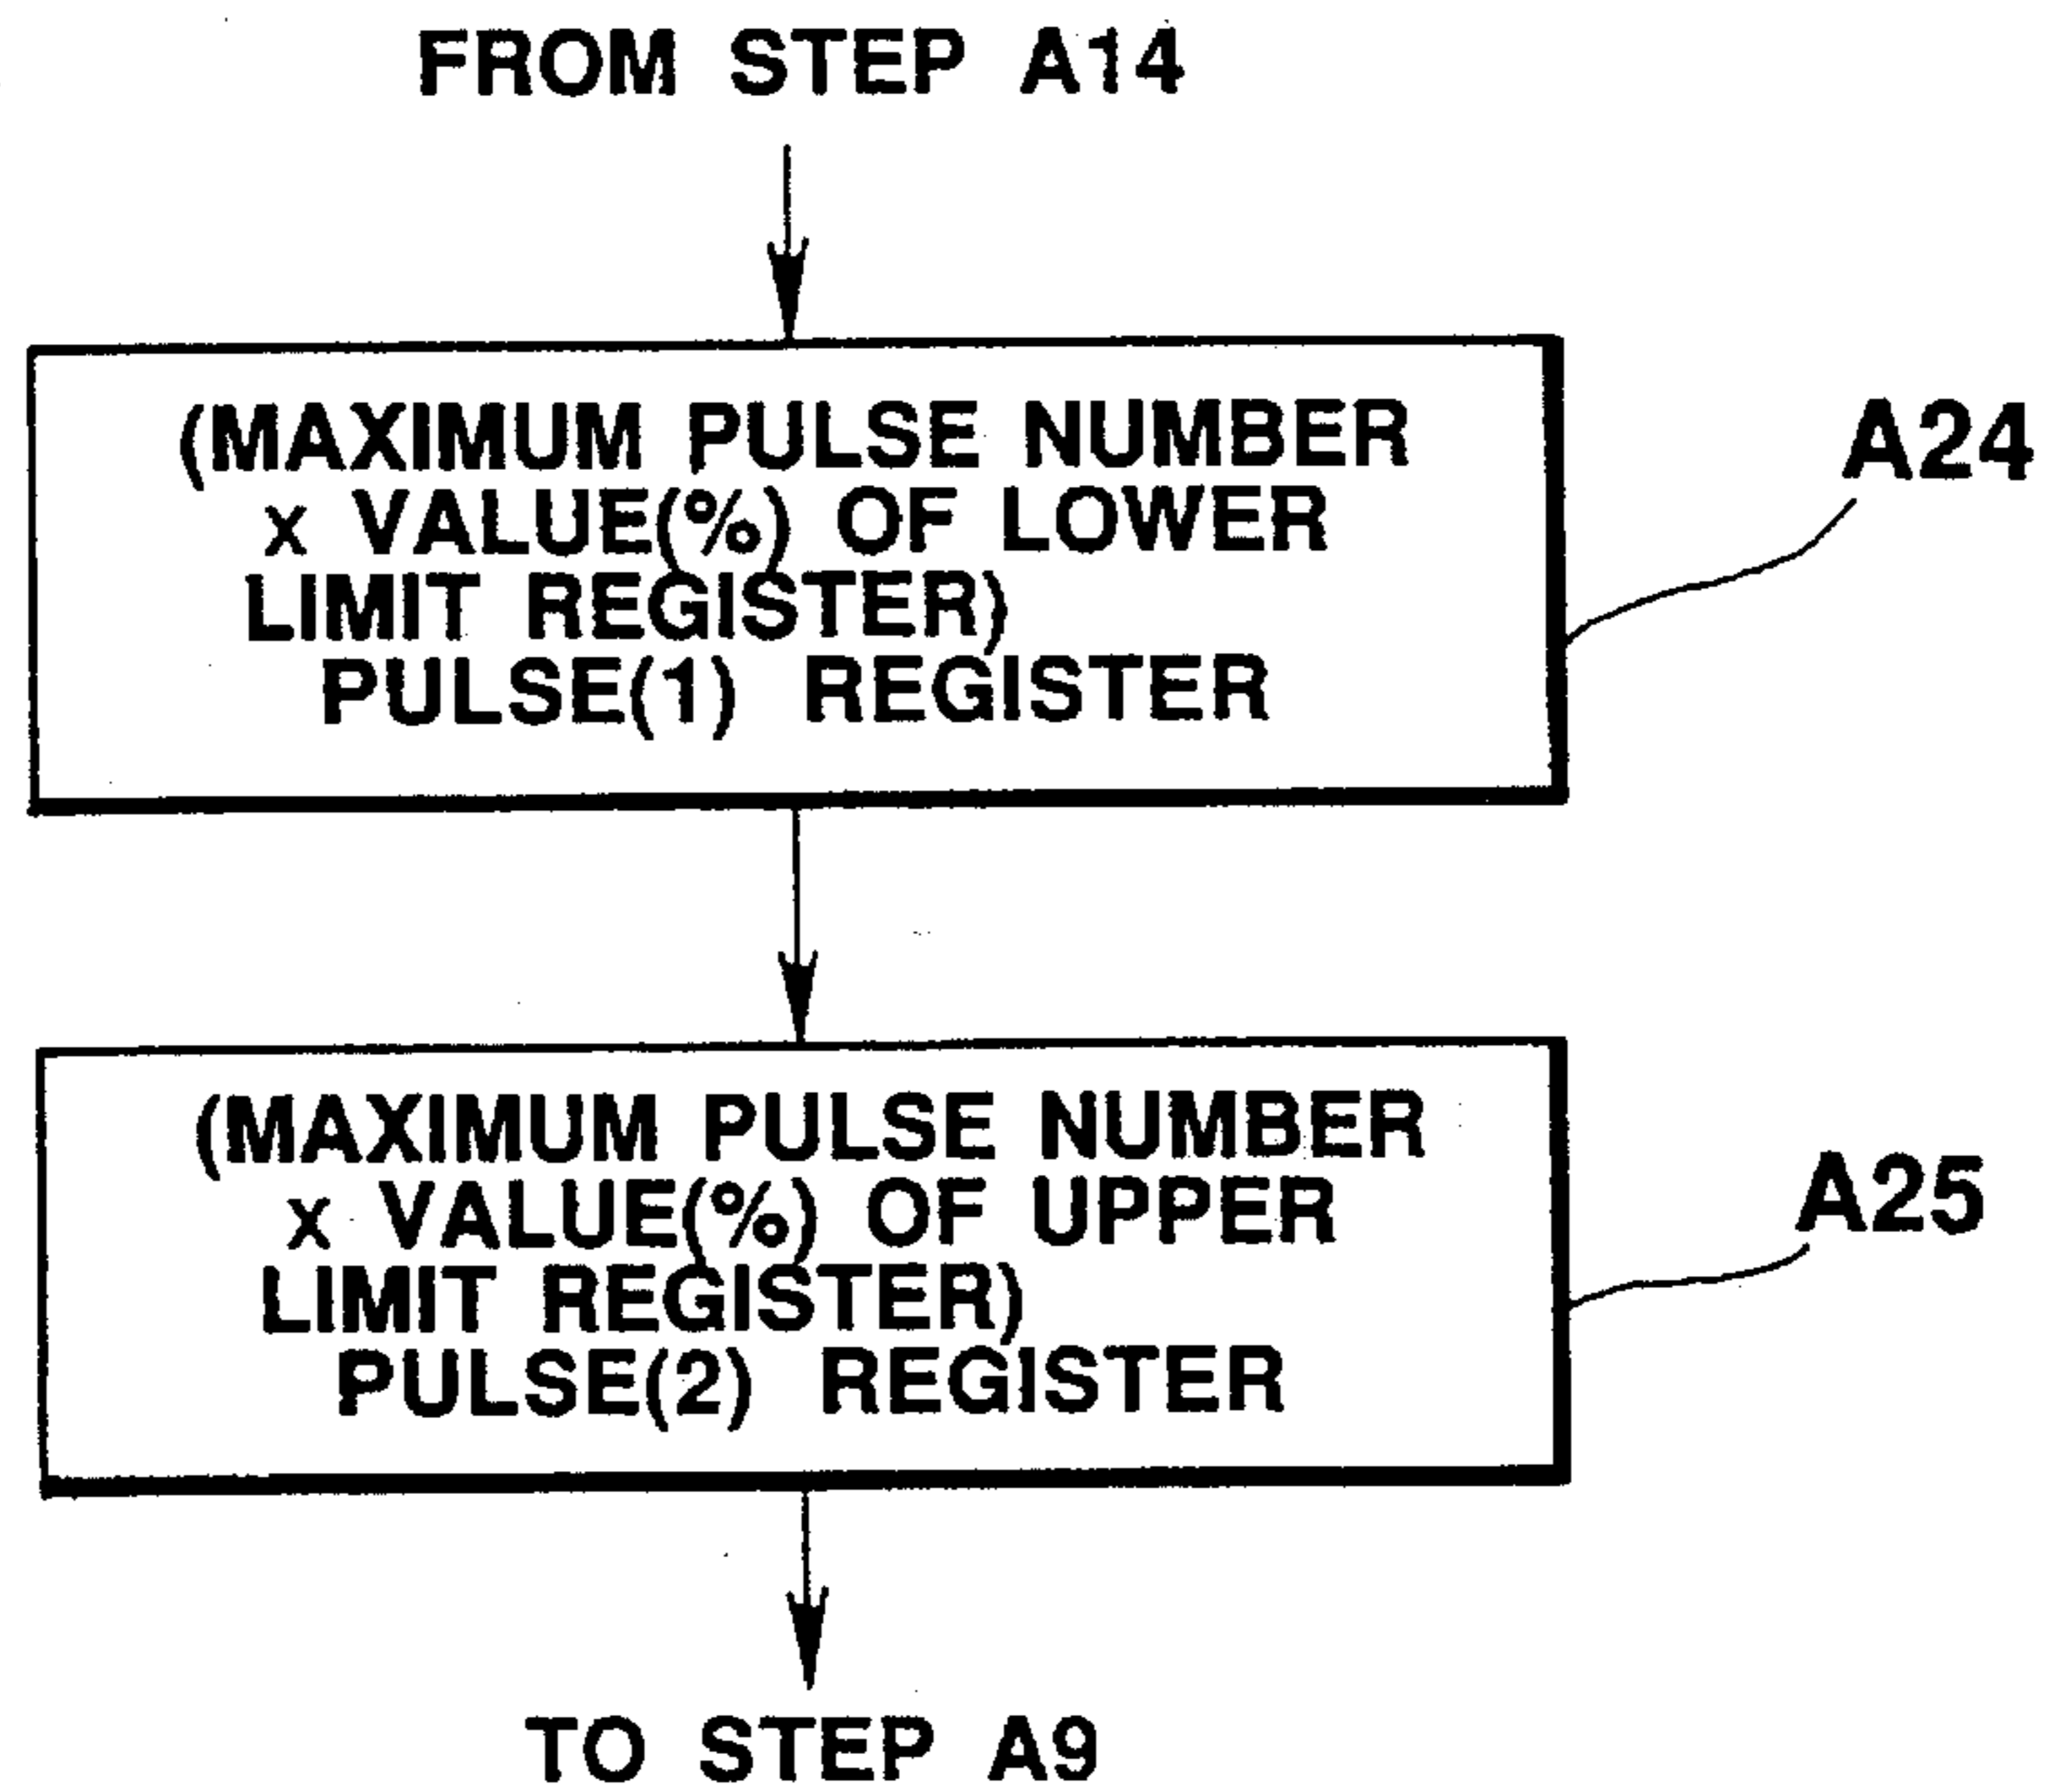 FROM STEP A14
(MAXIMUM PULSE NUMBER
x VALUE(%) OF LOWER
LIMIT REGISTER)
PULSE(1) REGISTER
A24
(MAXIMUM PULSE NUMBER
x VALUE(%) OF UPPER
LIMIT REGISTER)
PULSE(2) REGISTER
A25
TO STEP A9